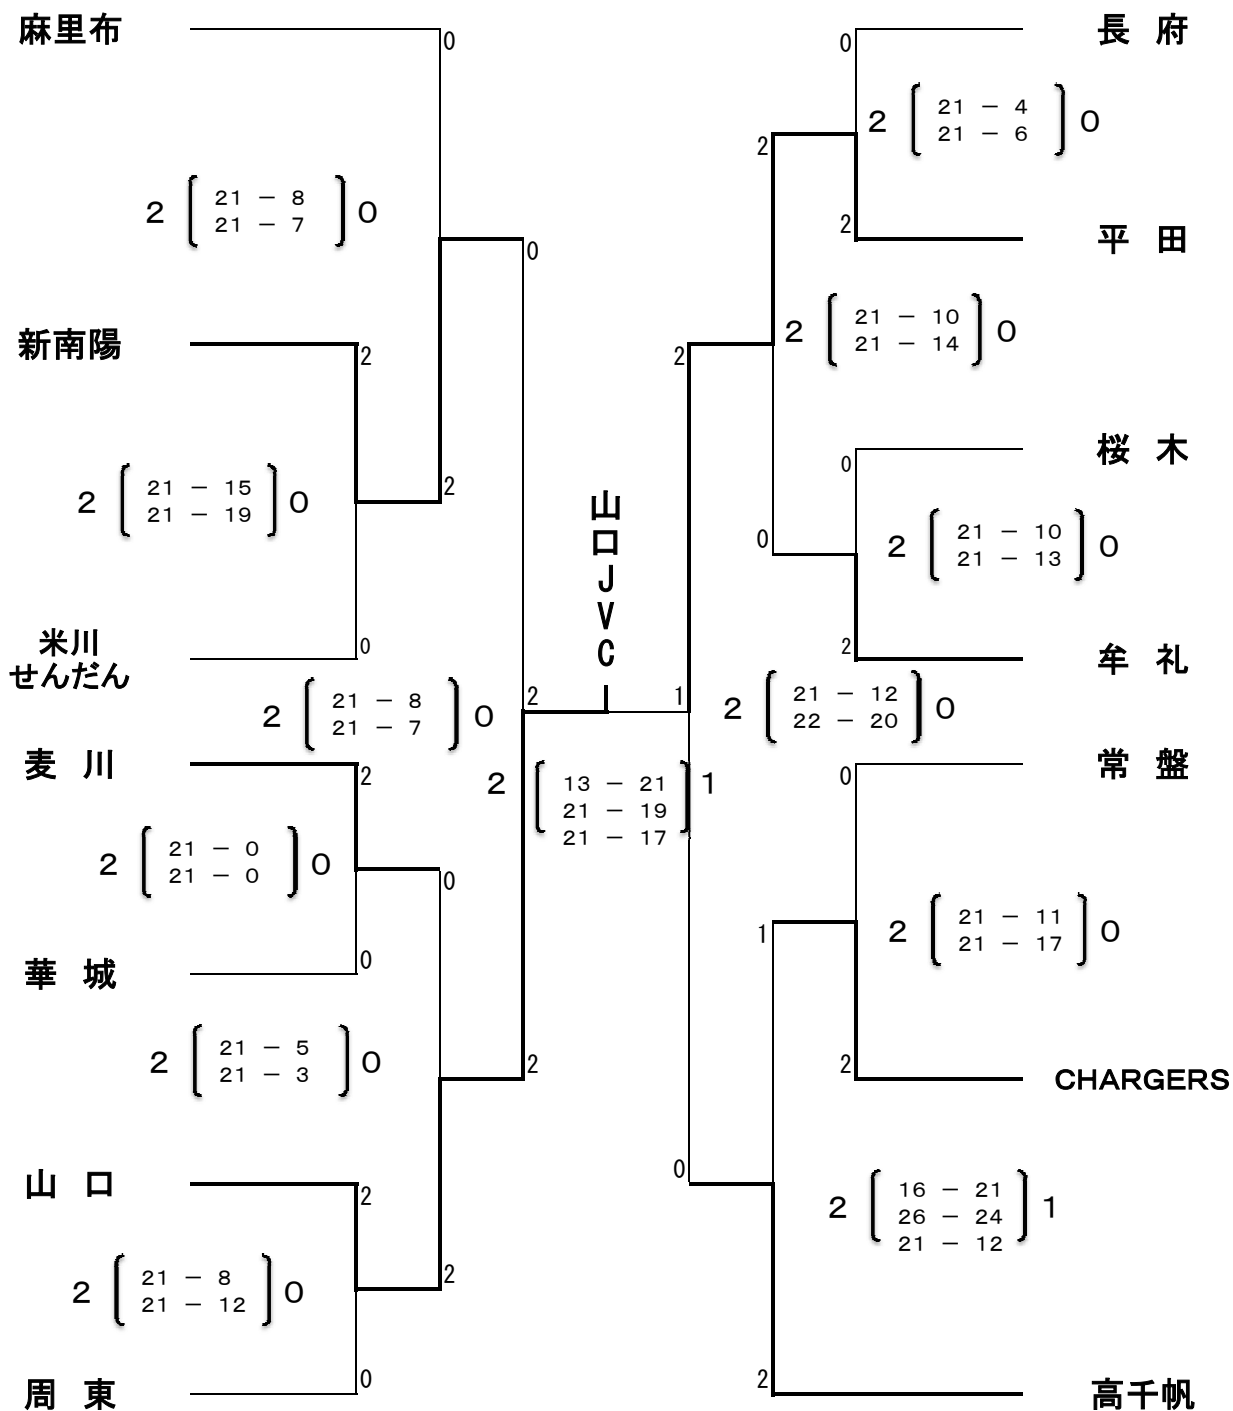 麻里布
0
2 21 － 8 0
21 － 7
0
新南陽
2
2 21 － 15 0
21 － 19
2
米川
せんだん
0
2 21 － 8 0
21 － 7
麦 川
2
2 21 － 0 0
21 － 0
0
華 城
0
2 21 － 5 0
21 － 3
2
山 口
2
2 21 － 8 0
21 － 12
2
周 東
0
山
口
J
V
C
2
1
2 13 － 21 1
21 － 19
21 － 17
長 府
0
2 21 － 4 0
21 － 6
2
2
平 田
2 21 － 10 0
21 － 14
2
桜 木
0
2 21 － 10 0
21 － 13
0
2
牟 礼
2 21 － 12 0
22 － 20
常 盤
0
2 21 － 11 0
21 － 17
1
2
CHARGERS
0
2 16 － 21 1
26 － 24
21 － 12
2
高千帆